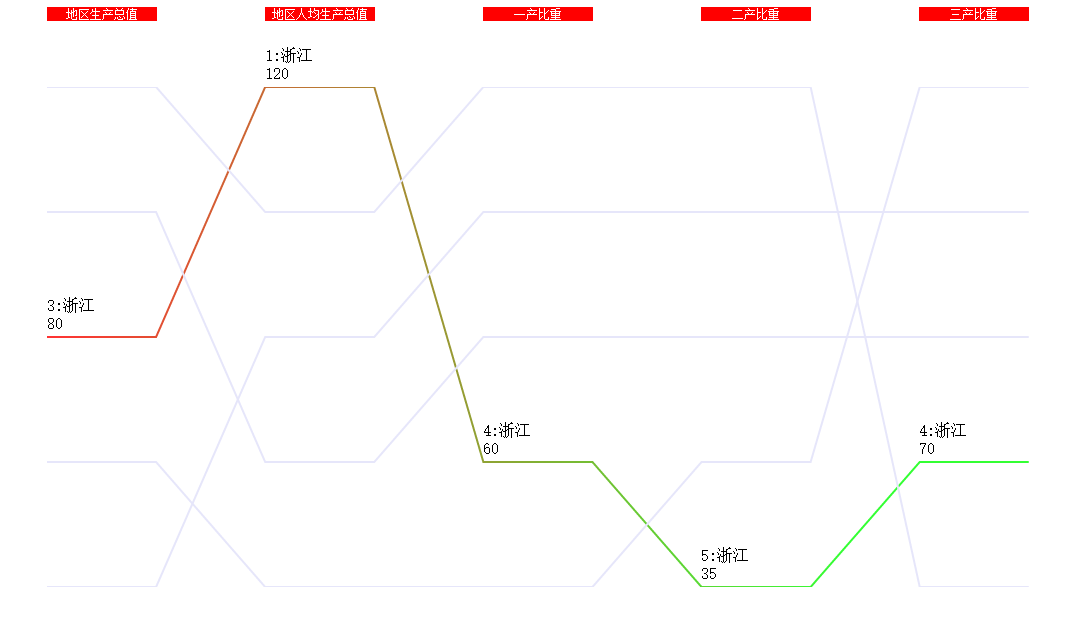 地区生产总值
地区人均生产总值
一产比重
二产比重
三产比重
1:浙江
120
3:浙江
80
4:浙江
60
4:浙江
70
5:浙江
35